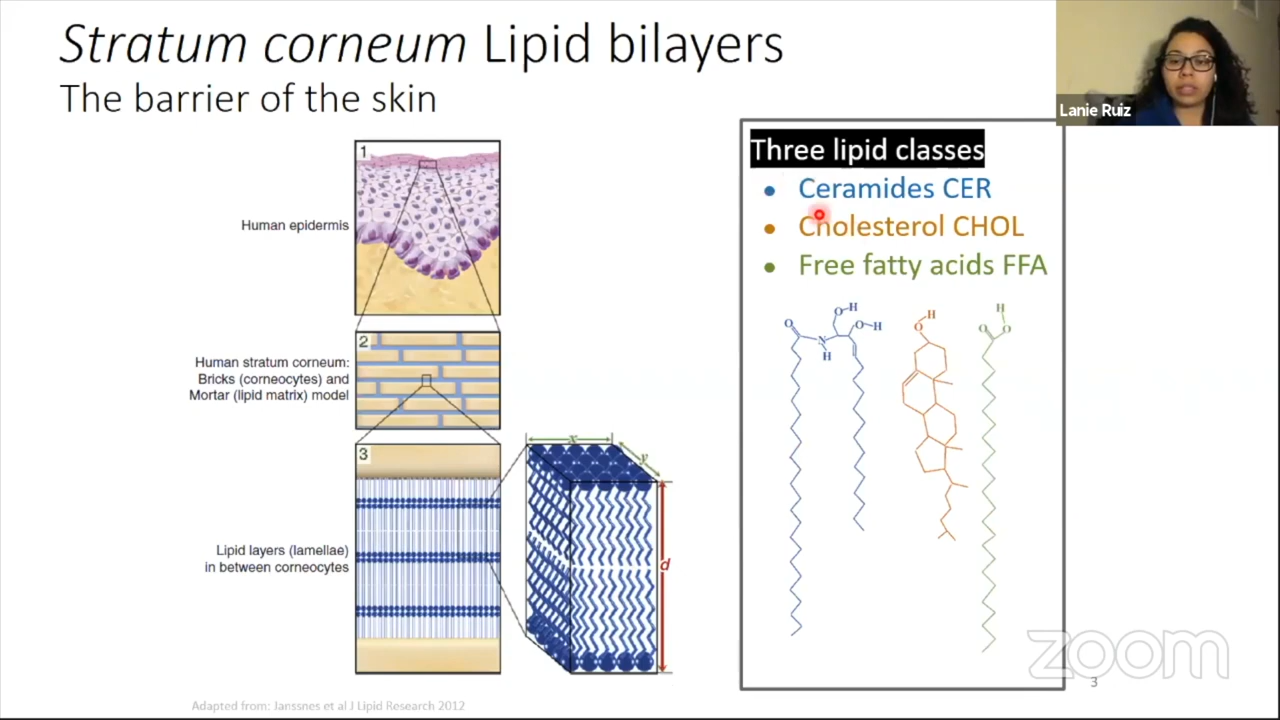 Stratum corneum Lipid bilayers
The barrier of the skin
Lanie Ruiz
1
Human epidermis
2
Human stratum corneum:
Bricks (corneocytes) and
Mortar (lipid matrix) model
3
Lipid layers (lamellae)
in between corneocytes
x
y
d
Three lipid classes
• Ceramides CER
• Cholesterol CHOL
• Free fatty acids FFA
O
N
H
O-H
O-H
H
O
H
O
O
zoom
3
Adapted from: Janssnes et al J Lipid Research 2012